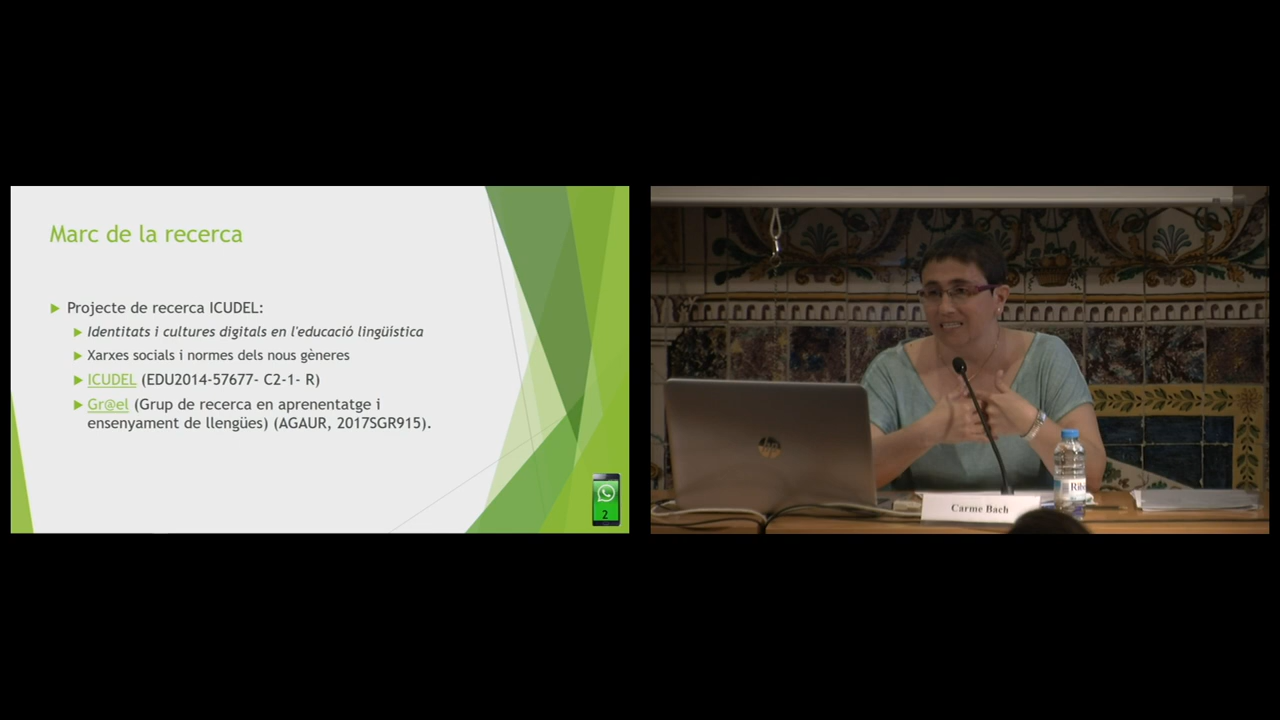 Marc de la recerca
Projecte de recerca ICUDEL:
Identitats i cultures digitals en l'educació lingüística
Xarxes socials i normes dels nous gèneres
ICUDEL (EDU2014-57677- C2-1- R)
Gr@el (Grup de recerca en aprenentatge i
ensenyament de llengües) (AGAUR, 2017SGR915).
2
hp
Carme Bach